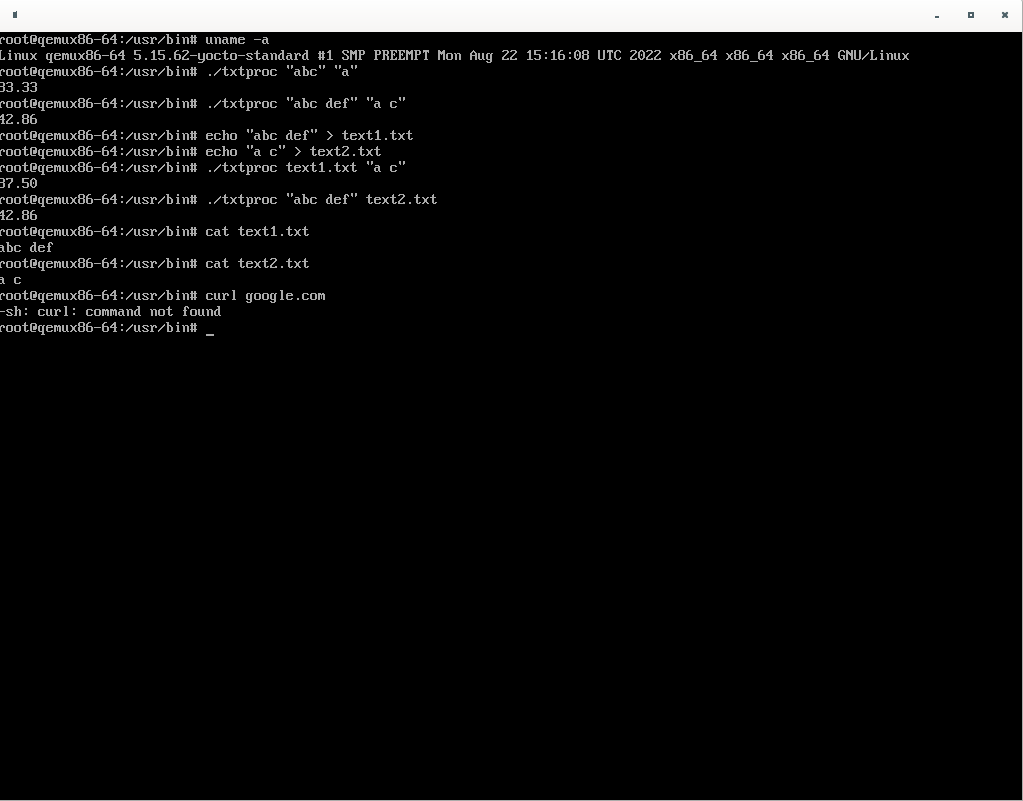 root@qemux86-64:/usr/bin# uname -a
Linux qemux86-64 5.15.62-yocto-standard #1 SMP PREEMPT Mon Aug 22 15:16:08 UTC 2022 x86_64 x86_64 x86_64 GNU/Linux
root@qemux86-64:/usr/bin# ./txtproc "abc" "a"
33.33
root@qemux86-64:/usr/bin# ./txtproc "abc def" "a c"
42.86
root@qemux86-64:/usr/bin# echo "abc def" > text1.txt
root@qemux86-64:/usr/bin# echo "a c" > text2.txt
root@qemux86-64:/usr/bin# ./txtproc text1.txt "a c"
37.50
root@qemux86-64:/usr/bin# ./txtproc "abc def" text2.txt
42.86
root@qemux86-64:/usr/bin# cat text1.txt
abc def
root@qemux86-64:/usr/bin# cat text2.txt
a c
root@qemux86-64:/usr/bin# curl google.com
-sh: curl: command not found
root@qemux86-64:/usr/bin# _